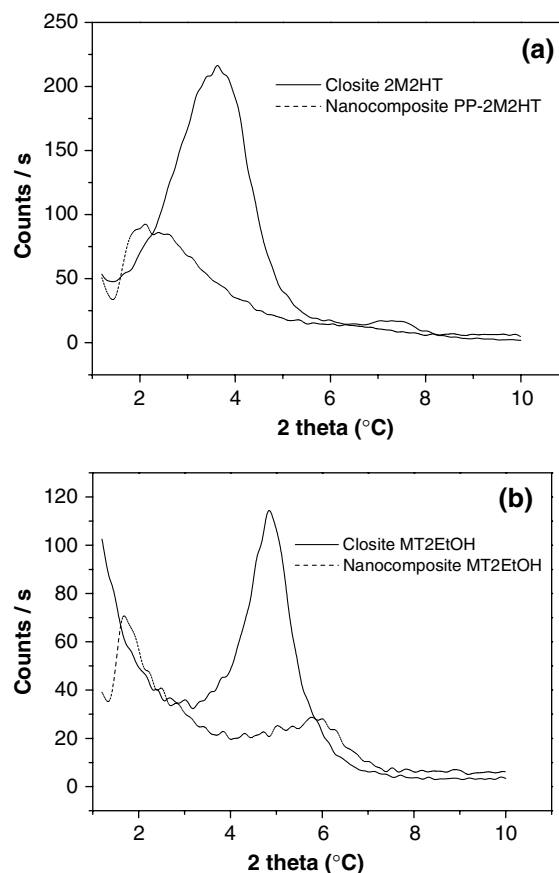 (a)
250
200
150
100
50
0
Counts / s
Closite 2M2HT
Nanocomposite PP-2M2HT
2 4 6 8 10
2 theta (°C)
(b)
120
100
80
60
40
20
0
Counts / s
Closite MT2EtOH
Nanocomposite MT2EtOH
2 4 6 8 10
2 theta (°C)